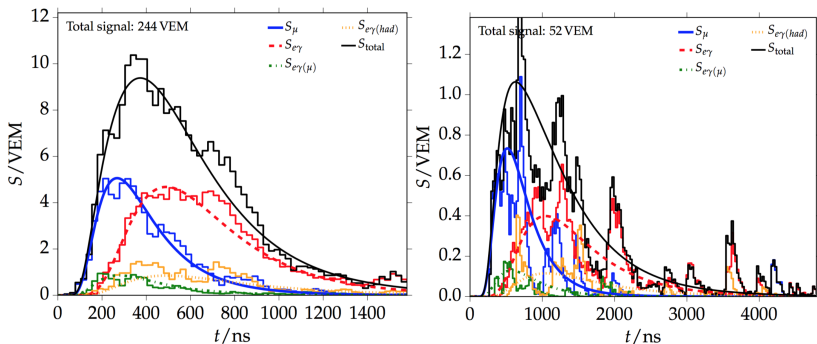 Total signal: 244 VEM
S_μ
S_eγ(had)
S_eγ
S_total
S_eγ(μ)
S/VEM
12
10
8
6
4
2
0
0 200 400 600 800 1000 1200 1400
t/ns
Total signal: 52 VEM
S_μ
S_eγ(had)
S_eγ
S_total
S_eγ(μ)
S/VEM
1.2
1.0
0.8
0.6
0.4
0.2
0.0
0 1000 2000 3000 4000
t/ns